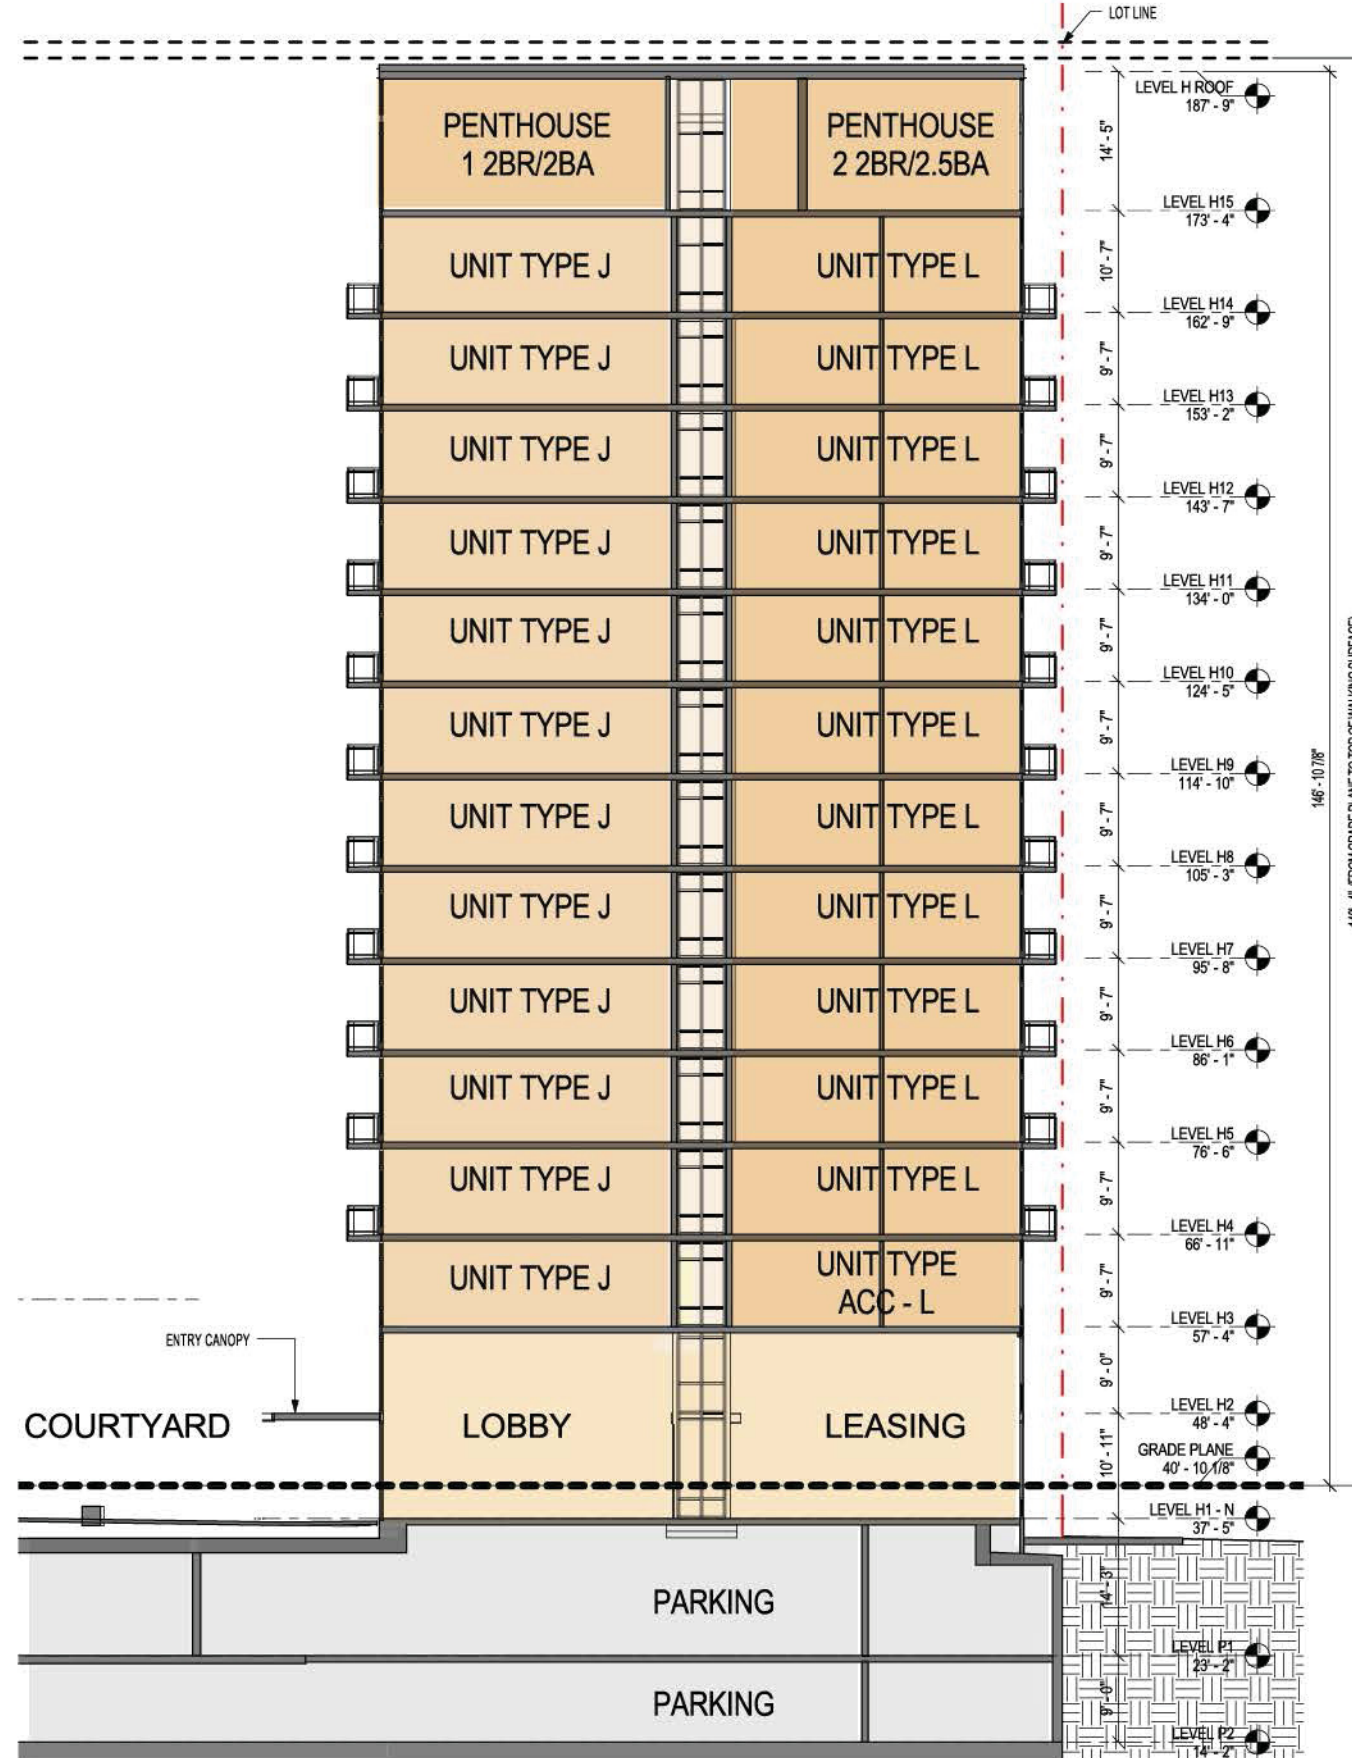 LOT LINE
LEVEL H ROOF
187' - 9"
PENTHOUSE
1 2BR/2BA
PENTHOUSE
2 2BR/2.5BA
14' - 5"
LEVEL H15
173' - 4"
UNIT TYPE J
UNIT TYPE L
10' - 7"
LEVEL H14
162' - 9"
UNIT TYPE J
UNIT TYPE L
9' - 7"
LEVEL H13
153' - 2"
UNIT TYPE J
UNIT TYPE L
9' - 7"
LEVEL H12
143' - 7"
UNIT TYPE J
UNIT TYPE L
9' - 7"
LEVEL H11
134' - 0"
UNIT TYPE J
UNIT TYPE L
9' - 7"
LEVEL H10
124' - 5"
UNIT TYPE J
UNIT TYPE L
9' - 7"
LEVEL H9
114' - 10"
146' - 10 7/8"
UNIT TYPE J
UNIT TYPE L
9' - 7"
LEVEL H8
105' - 3"
UNIT TYPE J
UNIT TYPE L
9' - 7"
LEVEL H7
95' - 8"
UNIT TYPE J
UNIT TYPE L
9' - 7"
LEVEL H6
86' - 1"
UNIT TYPE J
UNIT TYPE L
9' - 7"
LEVEL H5
76' - 6"
UNIT TYPE J
UNIT TYPE L
9' - 7"
LEVEL H4
66' - 11"
UNIT TYPE J
UNIT TYPE
ACC - L
9' - 7"
LEVEL H3
57' - 4"
ENTRY CANOPY
9' - 0"
LEVEL H2
48' - 4"
COURTYARD
LOBBY
LEASING
10' - 11"
GRADE PLANE
40' - 10 1/8"
LEVEL H1 - N
37' - 5"
PARKING
14' - 3"
LEVEL P1
23' - 2"
PARKING
9' - 0"
LEVEL P2
14' - 2"